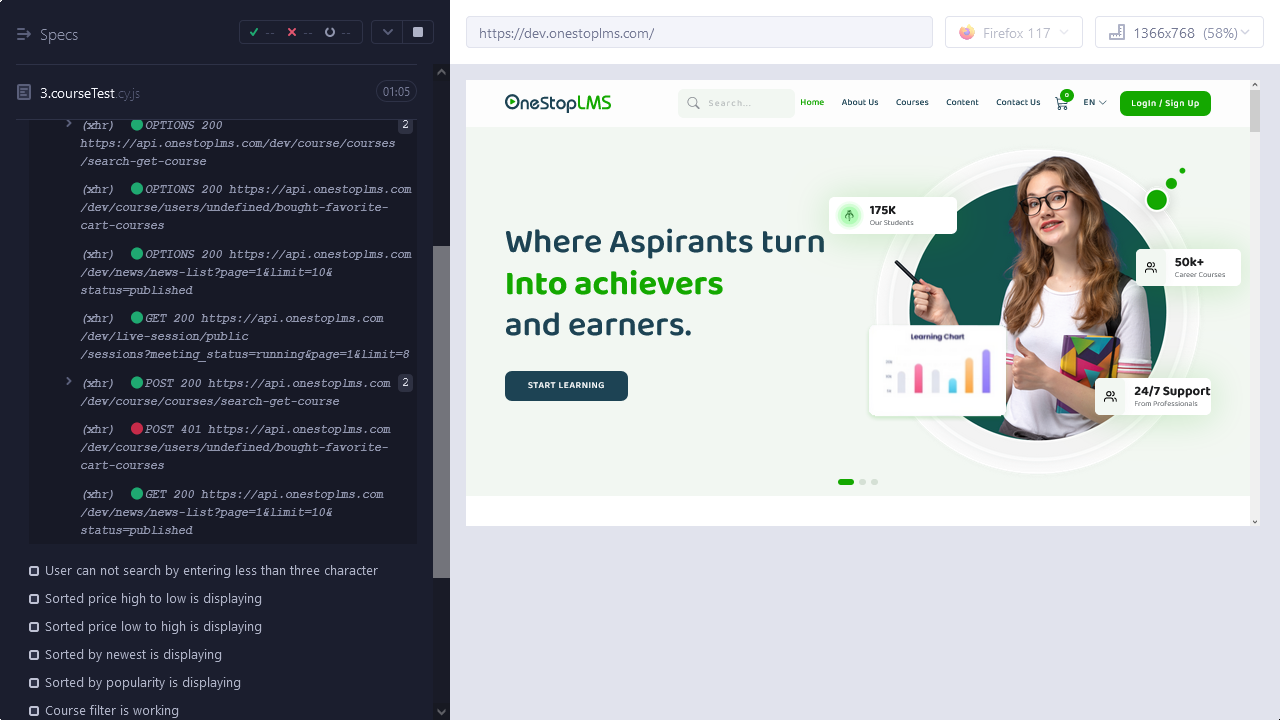 Specs
--
--
--
https://dev.onestoplms.com/
Firefox 117
1366x768 (58%)
3.courseTest.cy.js
01:05
(xhr) OPTIONS 200
2
https://api.onestoplms.com/dev/course/courses
/search-get-course
(xhr) OPTIONS 200 https://api.onestoplms.com
/dev/course/users/undefined/bought-favorite-
cart-courses
(xhr) OPTIONS 200 https://api.onestoplms.com
/dev/news/news-list?page=1&limit=10&
status=published
(xhr) GET 200 https://api.onestoplms.com
/dev/live-session/public
/sessions?meeting_status=running&page=1&limit=8
(xhr) POST 200 https://api.onestoplms.com
2
/dev/course/courses/search-get-course
(xhr) POST 401 https://api.onestoplms.com
/dev/course/users/undefined/bought-favorite-
cart-courses
(xhr) GET 200 https://api.onestoplms.com
/dev/news/news-list?page=1&limit=10&
status=published
User can not search by entering less than three character
Sorted price high to low is displaying
Sorted price low to high is displaying
Sorted by newest is displaying
Sorted by popularity is displaying
Course filter is working
OneStopLMS
Search...
Home
About Us
Courses
Content
Contact Us
0
EN
LogIn / Sign Up
Where Aspirants turn
Into achievers
and earners.
START LEARNING
175K
Our Students
50k+
Career Courses
Learning Chart
24/7 Support
From Professionals